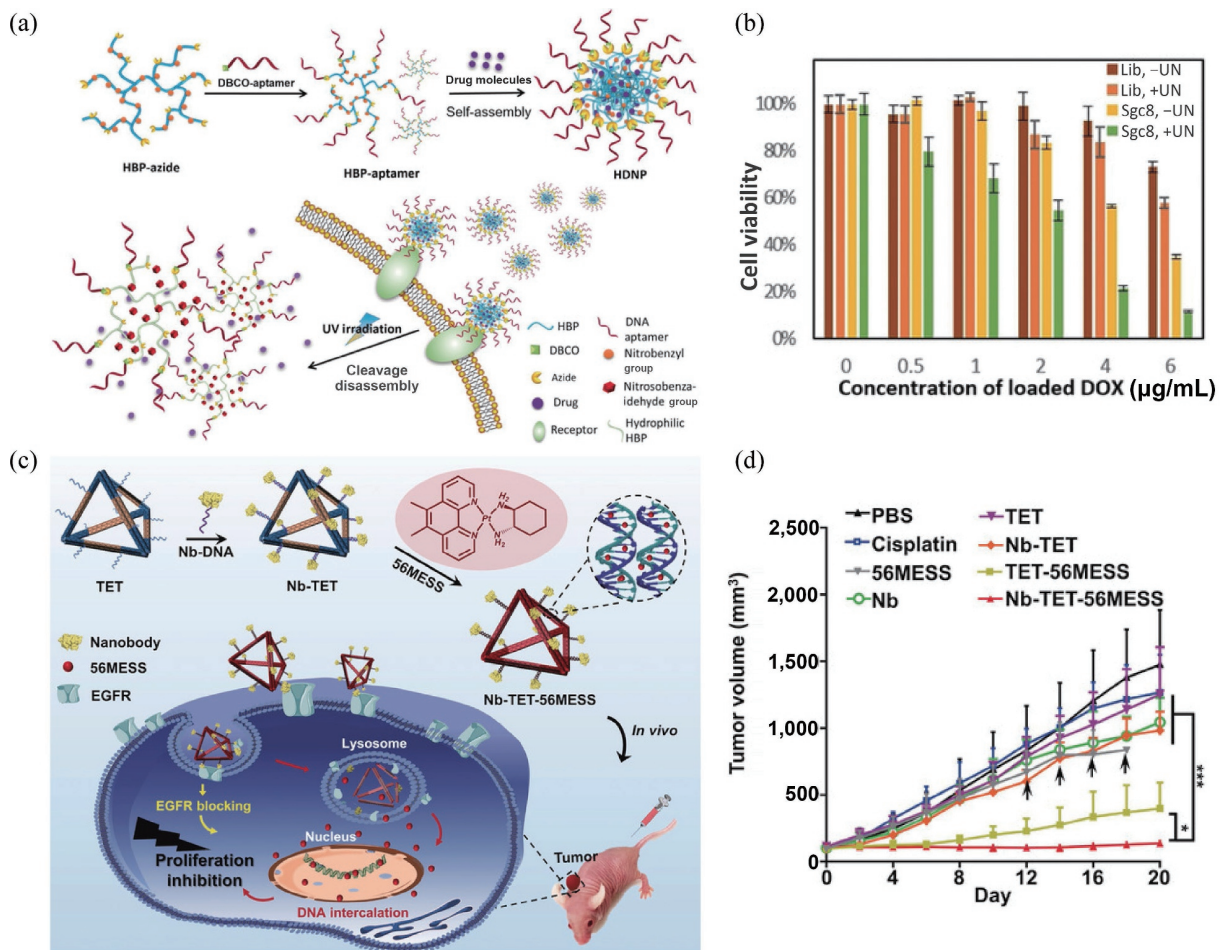 (a)
DBCO-aptamer
Drug molecules
Self-assembly
HBP-azide
HBP-aptamer
HDNP
UV irradiation
Cleavage
disassembly
HBP
DBCO
Azide
Drug
Receptor
DNA
aptamer
Nitrobenzyl
group
Nitrosobenza-
idehyde group
Hydrophilic
HBP
(b)
Cell viability
100%
80%
60%
40%
20%
0%
Lib, –UN
Lib, +UN
Sgc8, –UN
Sgc8, +UN
0 0.5 1 2 4 6
Concentration of loaded DOX (μg/mL)
(c)
TET
Nb-DNA
Nb-TET
56MESS
N
N
Pt
H2
N
N
H2
Nb-TET-56MESS
Nanobody
56MESS
EGFR
In vivo
Lysosome
EGFR blocking
Nucleus
Proliferation
inhibition
DNA intercalation
Tumor
(d)
Tumor volume (mm³)
2,500
2,000
1,500
1,000
500
0
PBS
Cisplatin
56MESS
Nb
TET
Nb-TET
TET-56MESS
Nb-TET-56MESS
***
*
0 4 8 12 16 20
Day